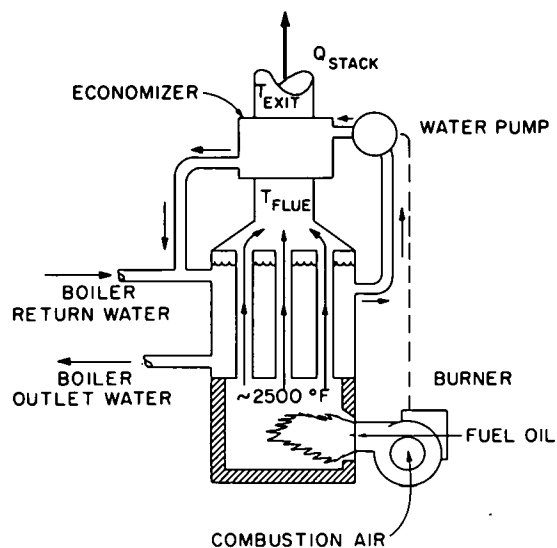 Q STACK
T EXIT
ECONOMIZER
WATER PUMP
T FLUE
BOILER
RETURN WATER
BOILER
OUTLET WATER
~2500 °F
BURNER
FUEL OIL
COMBUSTION AIR